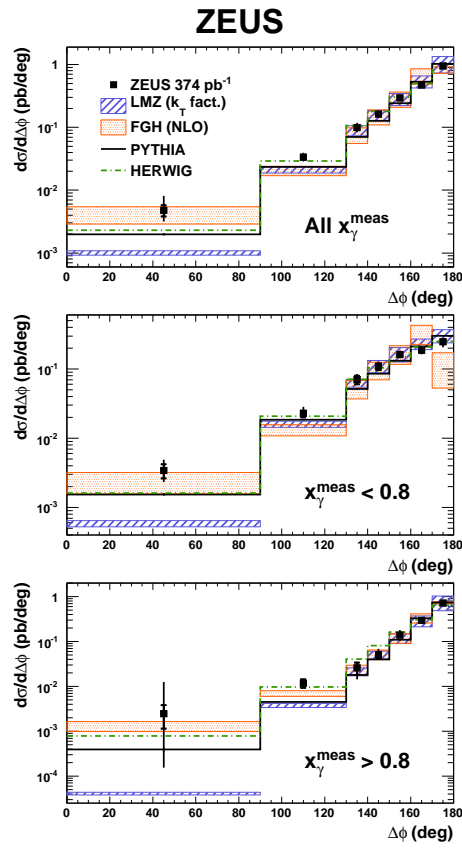 ZEUS
dσ/dΔϕ (pb/deg)
1
10⁻¹
10⁻²
10⁻³
ZEUS 374 pb⁻¹
LMZ (k_T fact.)
FGH (NLO)
PYTHIA
HERWIG
All x_γ^meas
0 20 40 60 80 100 120 140 160 180
Δϕ (deg)
dσ/dΔϕ (pb/deg)
10⁻¹
10⁻²
10⁻³
x_γ^meas < 0.8
0 20 40 60 80 100 120 140 160 180
Δϕ (deg)
dσ/dΔϕ (pb/deg)
1
10⁻¹
10⁻²
10⁻³
10⁻⁴
x_γ^meas > 0.8
0 20 40 60 80 100 120 140 160 180
Δϕ (deg)